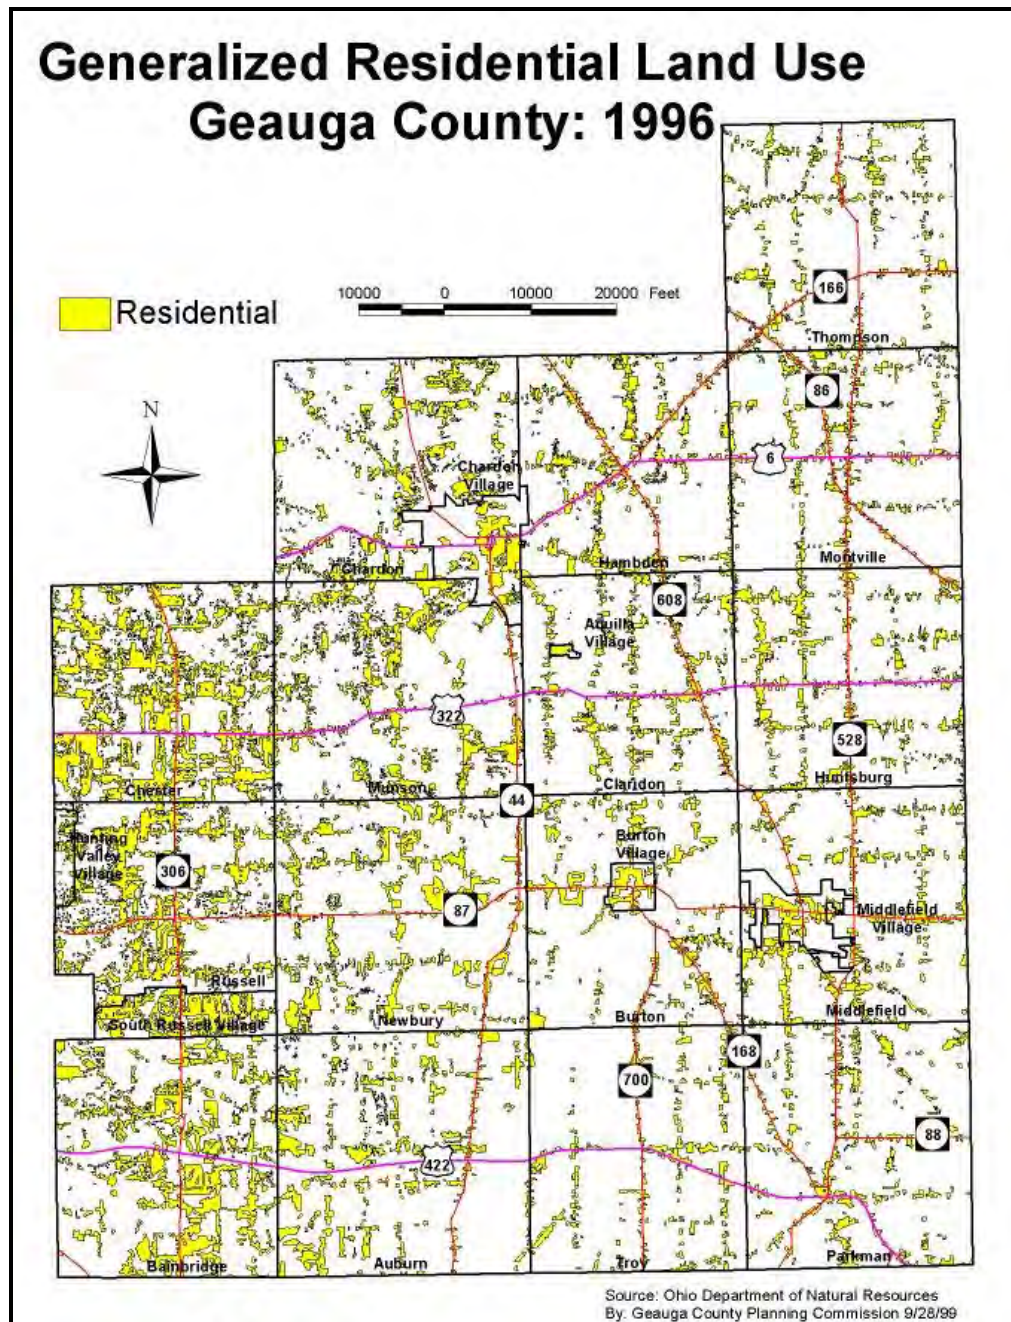 Generalized Residential Land Use
Geauga County: 1996
Residential
10000 0 10000 20000 Feet
N
166
Thompson
86
6
Chardon
Village
Chardon
Hambden
Montville
608
Aquilla
Village
322
528
Chester
Munson
Claridon
Huntsburg
44
Hunting
Valley
Village
306
Burton
Village
87
Middlefield
Village
Russell
South Russell Village
Newbury
Burton
Middlefield
168
700
88
422
Bainbridge
Auburn
Troy
Parkman
Source: Ohio Department of Natural Resources
By: Geauga County Planning Commission 9/28/99